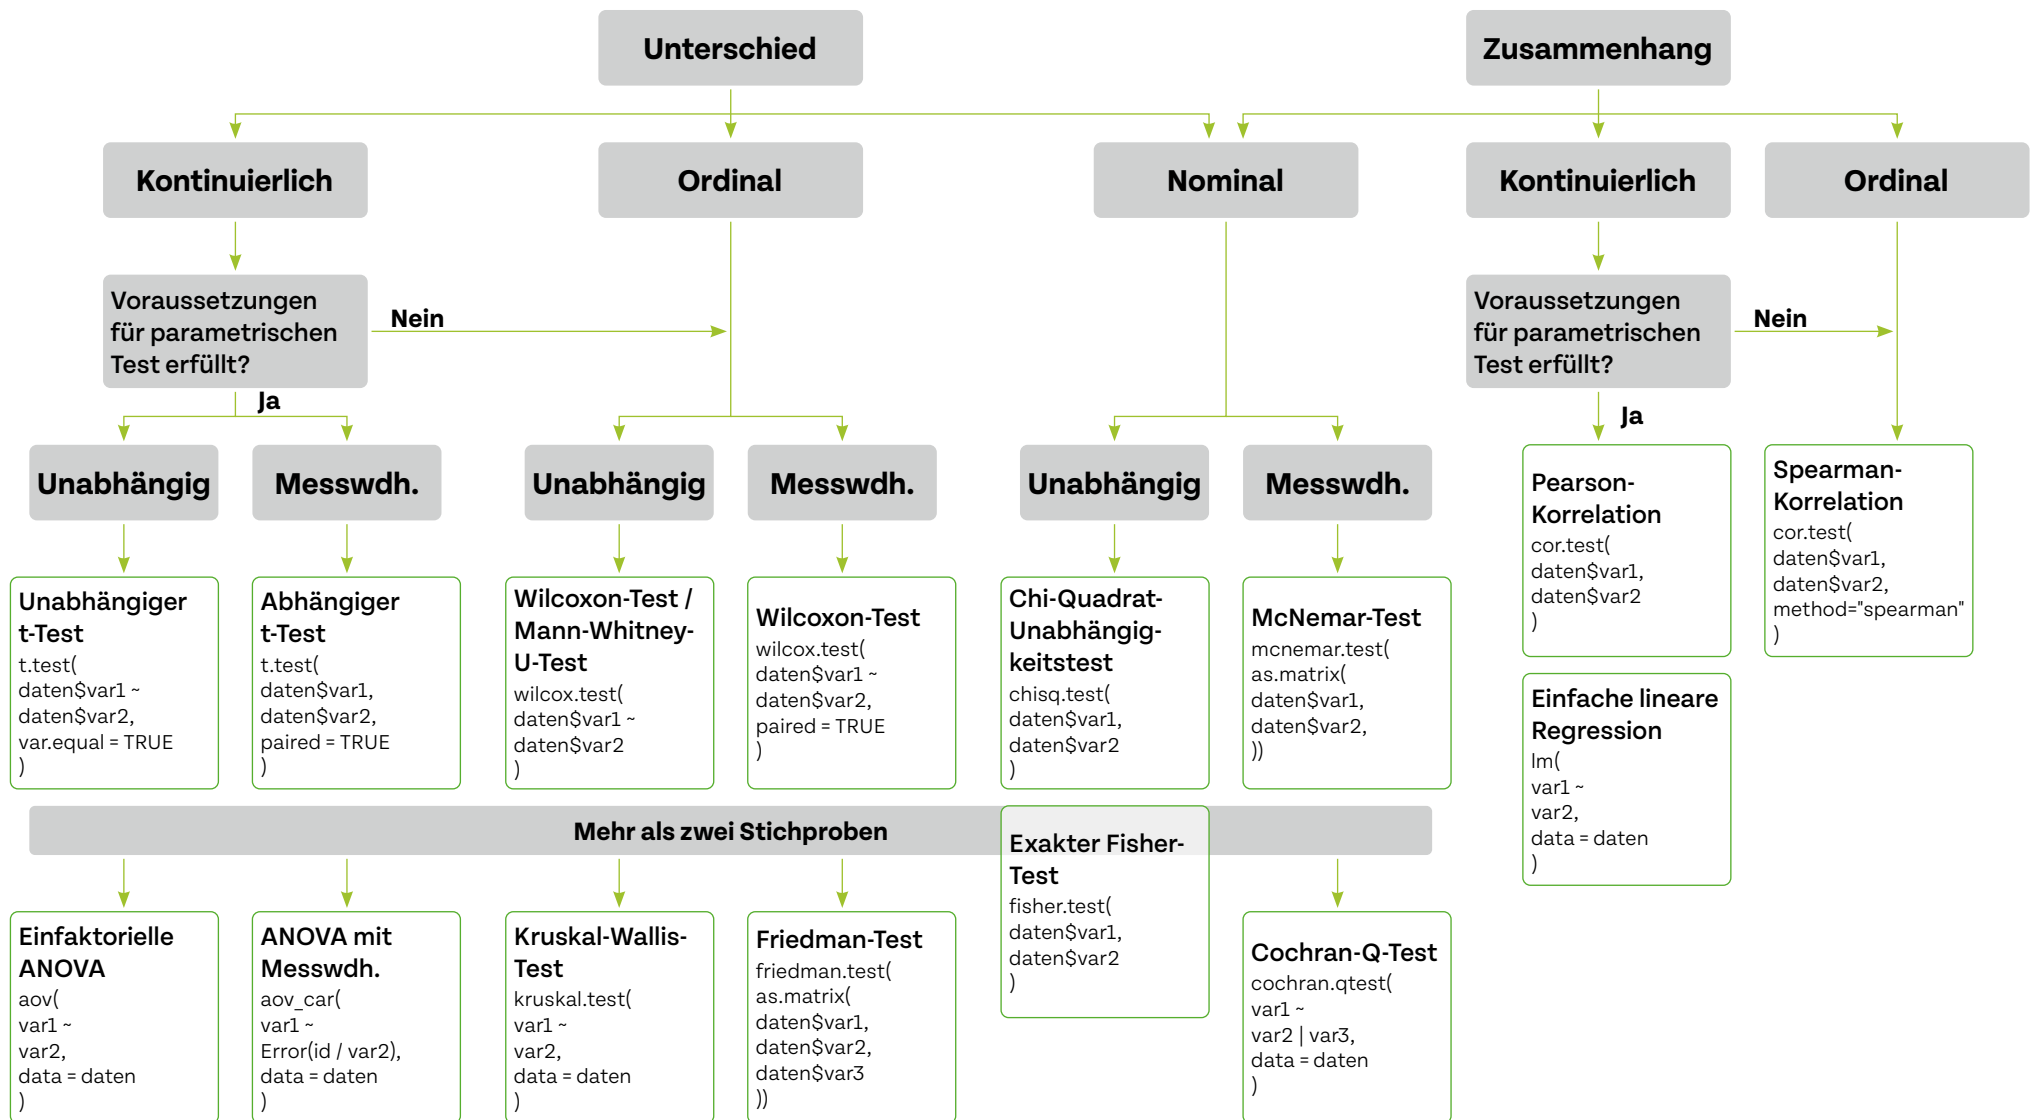 Unterschied
Zusammenhang
Kontinuierlich
Ordinal
Nominal
Kontinuierlich
Ordinal
Voraussetzungen
für parametrischen
Test erfüllt?
Nein
Ja
Voraussetzungen
für parametrischen
Test erfüllt?
Nein
Ja
Unabhängig
Messwdh.
Unabhängig
Messwdh.
Unabhängig
Messwdh.
Pearson-
Korrelation
cor.test(
daten$var1,
daten$var2
)
Spearman-
Korrelation
cor.test(
daten$var1,
daten$var2,
method="spearman"
)
Unabhängiger
t-Test
t.test(
daten$var1 ~
daten$var2,
var.equal = TRUE
)
Abhängiger
t-Test
t.test(
daten$var1,
daten$var2,
paired = TRUE
)
Wilcoxon-Test /
Mann-Whitney-
U-Test
wilcox.test(
daten$var1 ~
daten$var2
)
Wilcoxon-Test
wilcox.test(
daten$var1 ~
daten$var2,
paired = TRUE
)
Chi-Quadrat-
Unabhängig-
keitstest
chisq.test(
daten$var1,
daten$var2
)
McNemar-Test
mcnemar.test(
as.matrix(
daten$var1,
daten$var2,
))
Einfache lineare
Regression
lm(
var1 ~
var2,
data = daten
)
Mehr als zwei Stichproben
Exakter Fisher-
Test
fisher.test(
daten$var1,
daten$var2
)
Einfaktorielle
ANOVA
aov(
var1 ~
var2,
data = daten
)
ANOVA mit
Messwdh.
aov_car(
var1 ~
Error(id / var2),
data = daten
)
Kruskal-Wallis-
Test
kruskal.test(
var1 ~
var2,
data = daten
)
Friedman-Test
friedman.test(
as.matrix(
daten$var1,
daten$var2,
daten$var3
))
Cochran-Q-Test
cochran.qtest(
var1 ~
var2 | var3,
data = daten
)